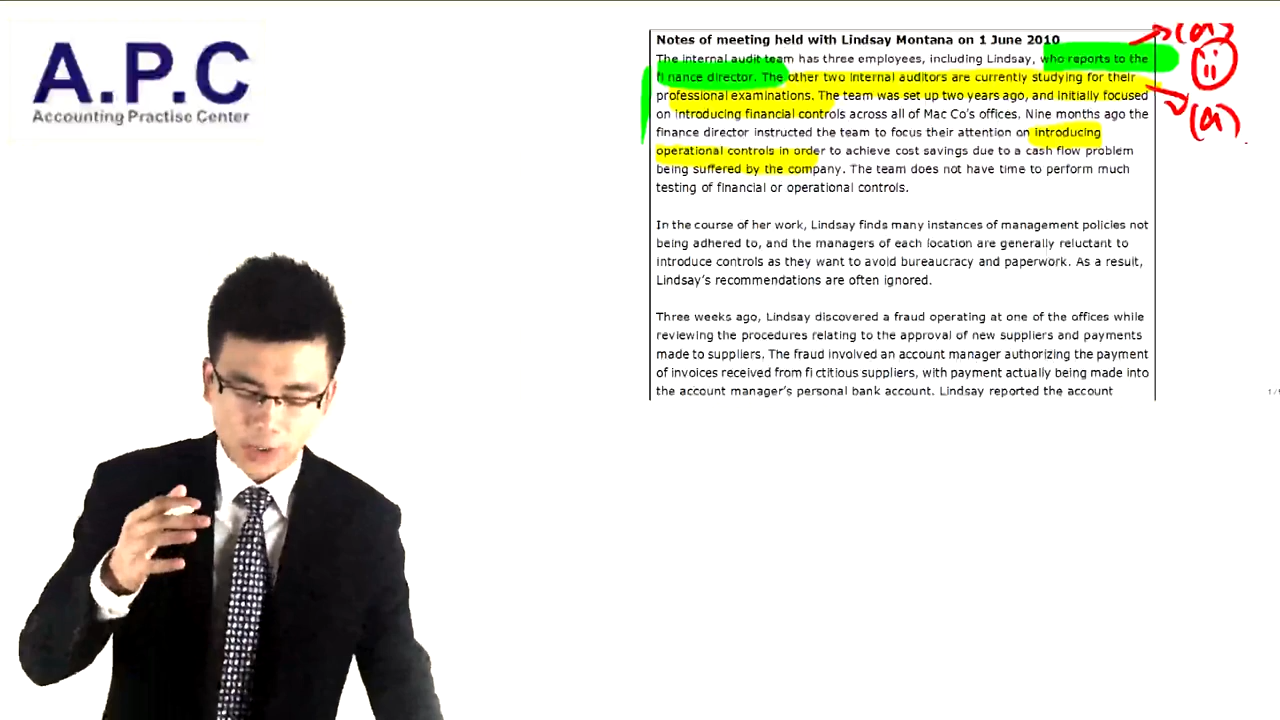 A.P.C
Accounting Practise Center
Notes of meeting held with Lindsay Montana on 1 June 2010
The internal audit team has three employees, including Lindsay, who reports to the
finance director. The other two internal auditors are currently studying for their
professional examinations. The team was set up two years ago, and initially focused
on introducing financial controls across all of Mac Co's offices. Nine months ago the
finance director instructed the team to focus their attention on introducing
operational controls in order to achieve cost savings due to a cash flow problem
being suffered by the company. The team does not have time to perform much
testing of financial or operational controls.
In the course of her work, Lindsay finds many instances of management policies not
being adhered to, and the managers of each location are generally reluctant to
introduce controls as they want to avoid bureaucracy and paperwork. As a result,
Lindsay's recommendations are often ignored.
Three weeks ago, Lindsay discovered a fraud operating at one of the offices while
reviewing the procedures relating to the approval of new suppliers and payments
made to suppliers. The fraud involved an account manager authorizing the payment
of invoices received from fictitious suppliers, with payment actually being made into
the account manager's personal bank account. Lindsay reported the account